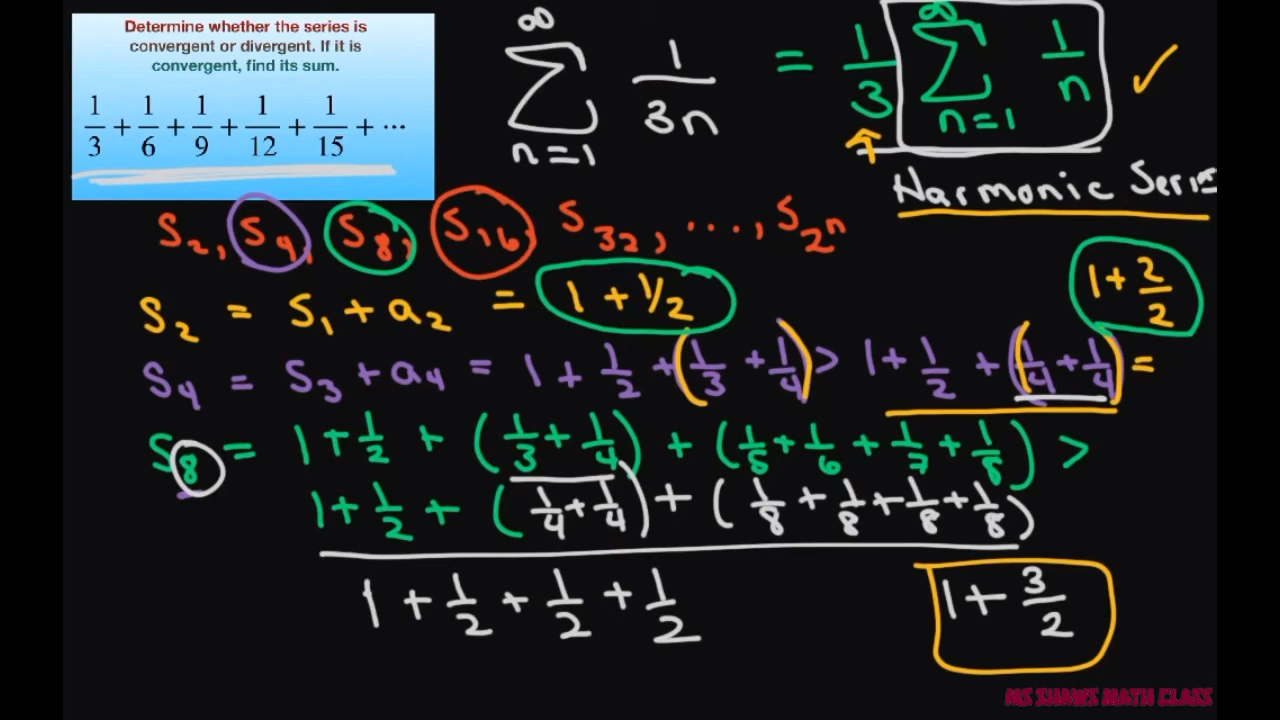 Determine whether the series is
convergent or divergent. If it is
convergent, find its sum.
1/3 + 1/6 + 1/9 + 1/12 + 1/15 + ···
∞ ∑ n=1 1/3n = 1/3 ∞ ∑ n=1 1/n ✓
Harmonic Series
S₂, S₄, S₈, S₁₆ S₃₂, ..., S₂ⁿ
S₂ = S₁ + a₂ = 1 + 1/2
1 + 2/2
S₄ = S₃ + a₄ = 1 + 1/2 + (1/3 + 1/4) > 1 + 1/2 + (1/4 + 1/4) =
S₈ = 1 + 1/2 + (1/3 + 1/4) + (1/5 + 1/6 + 1/7 + 1/8) >
1 + 1/2 + (1/4 + 1/4) + (1/8 + 1/8 + 1/8 + 1/8)
1 + 1/2 + 1/2 + 1/2
1 + 3/2
MS SHAWS MATH CLASS